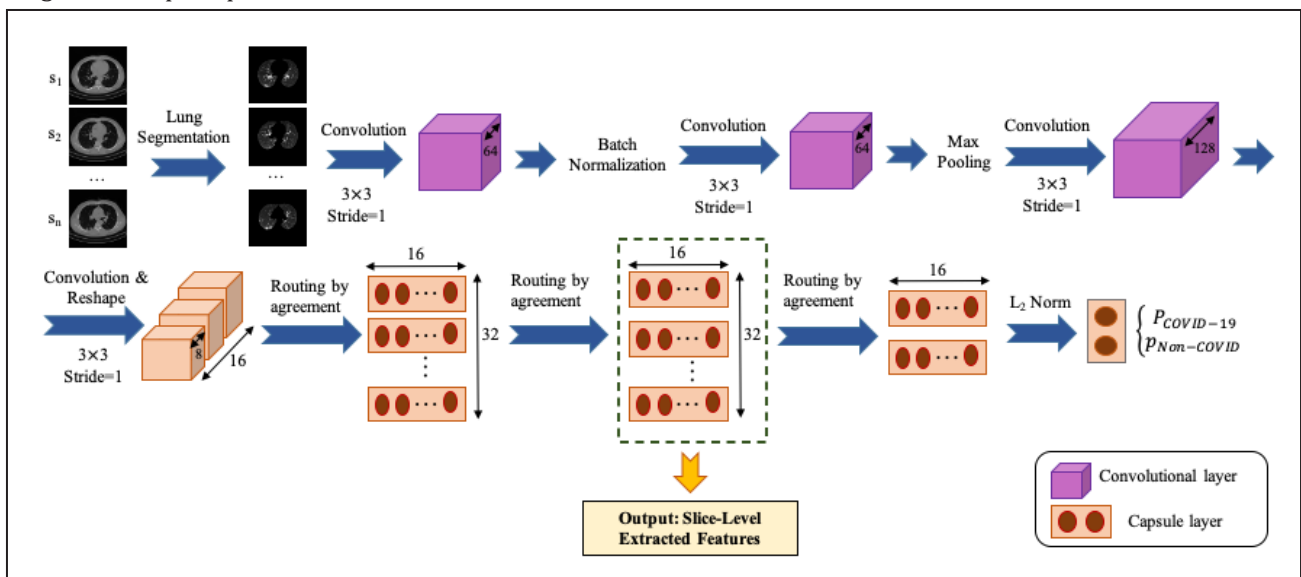 s1
s2
…
sn
Lung
Segmentation
…
Convolution
3×3
Stride=1
64
Batch
Normalization
Convolution
3×3
Stride=1
64
Max
Pooling
Convolution
3×3
Stride=1
128
Convolution &
Reshape
3×3
Stride=1
8
16
Routing by
agreement
16
32
Routing by
agreement
16
32
Routing by
agreement
16
L2 Norm
PCOVID−19
pNon−COVID
Output: Slice-Level
Extracted Features
Convolutional layer
Capsule layer